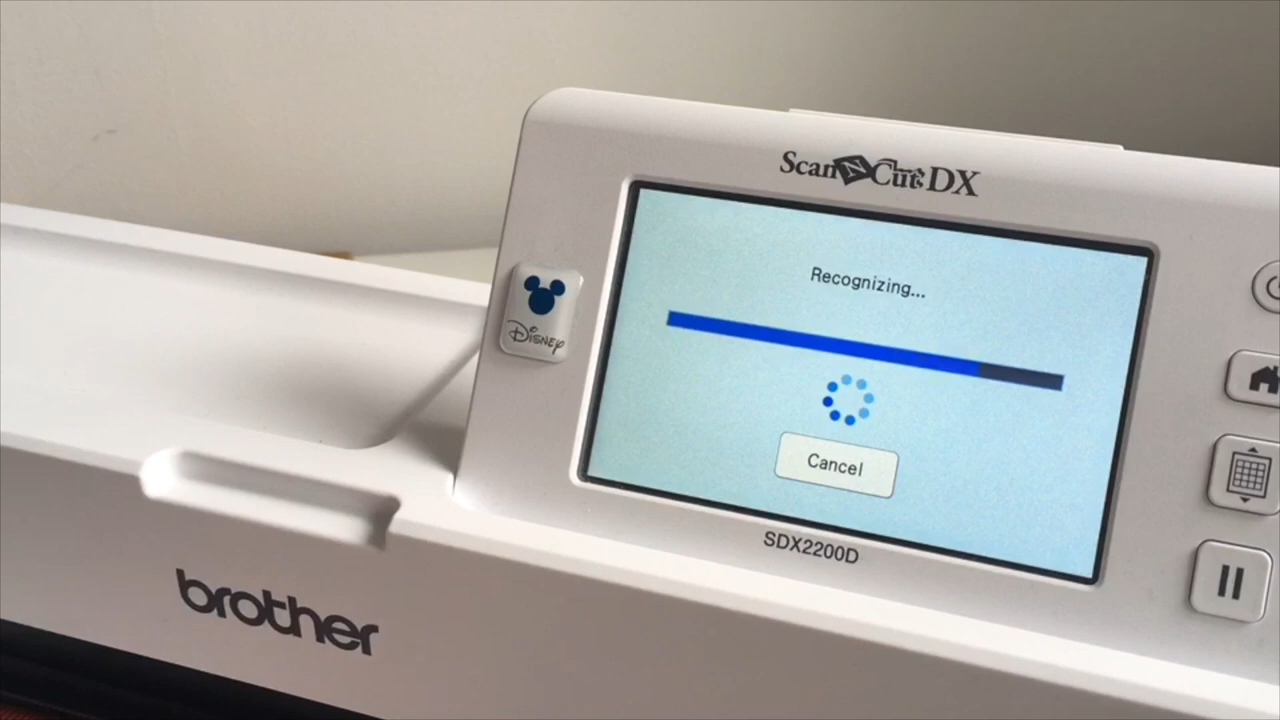 ScanNCut DX
Disney
Recognizing...
Cancel
SDX2200D
brother